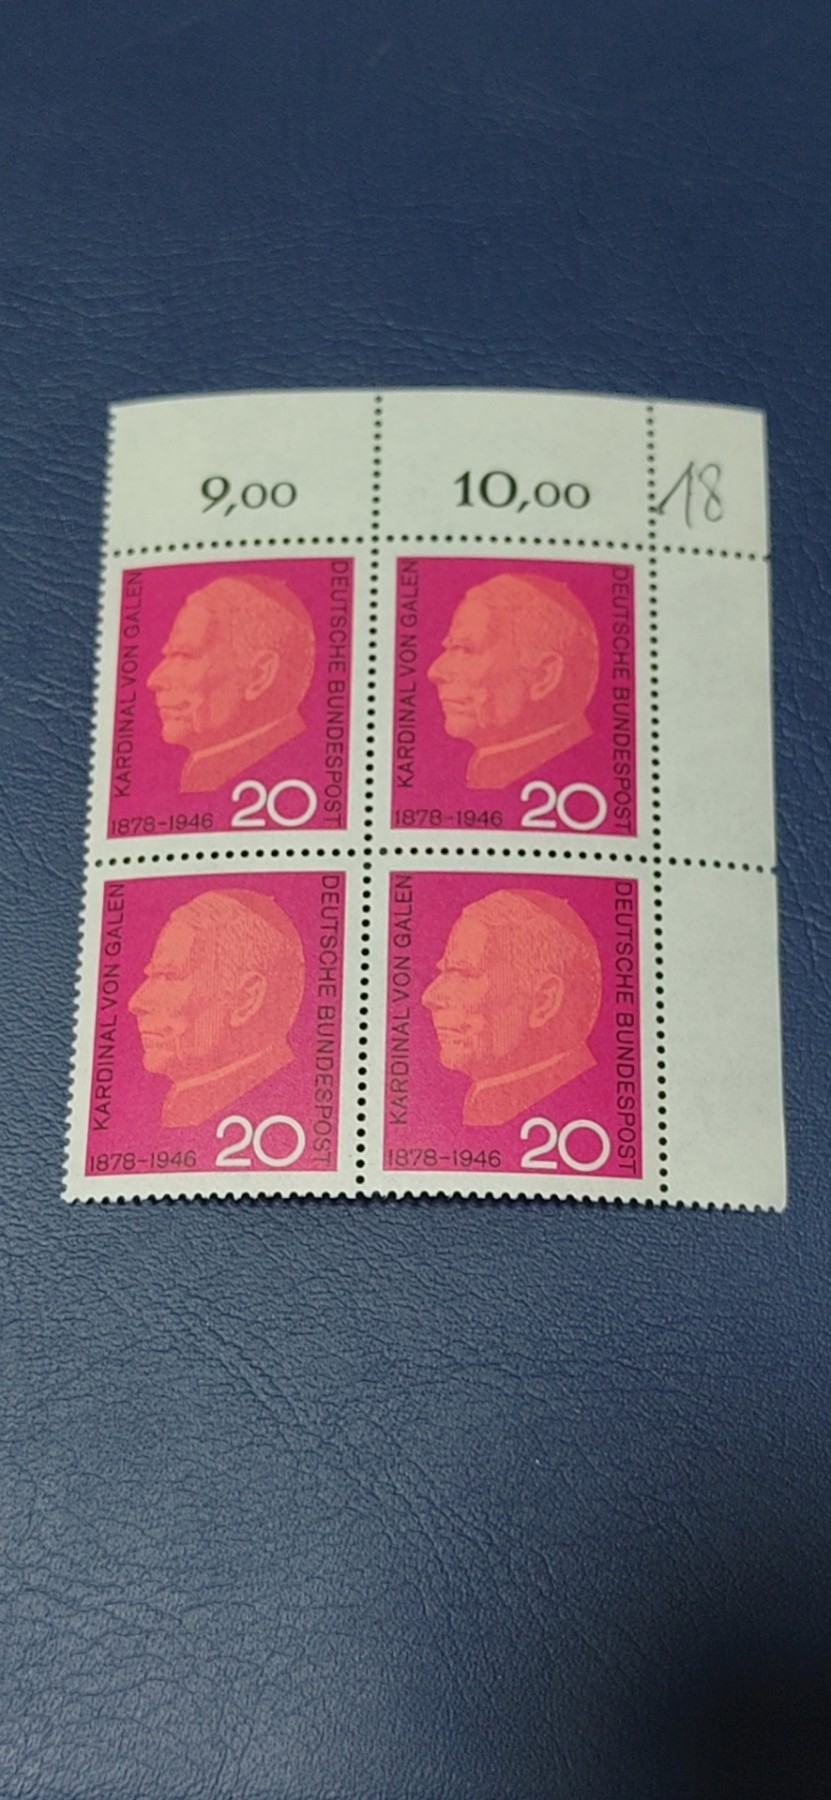 9,00
10,00
18
KARDINAL VON GALEN
DEUTSCHE BUNDESPOST
1878-1946
20
KARDINAL VON GALEN
DEUTSCHE BUNDESPOST
1878-1946
20
KARDINAL VON GALEN
DEUTSCHE BUNDESPOST
1878-1946
20
KARDINAL VON GALEN
DEUTSCHE BUNDESPOST
1878-1946
20